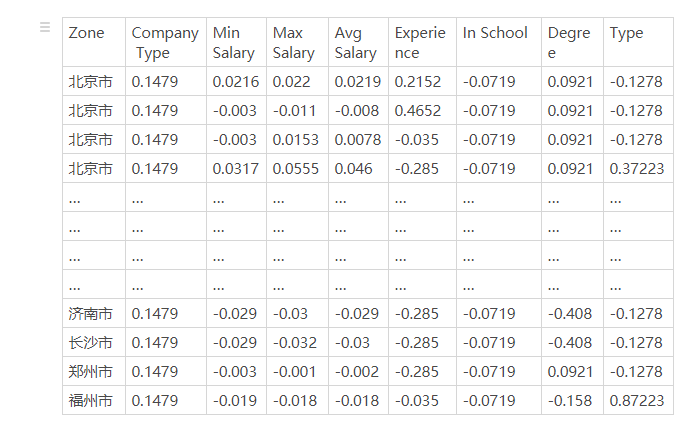 Zone Company Type Min Salary Max Salary Avg Salary Experience In School Degree Type
北京市 0.1479 0.0216 0.022 0.0219 0.2152 -0.0719 0.0921 -0.1278
北京市 0.1479 -0.003 -0.011 -0.008 0.4652 -0.0719 0.0921 -0.1278
北京市 0.1479 -0.003 0.0153 0.0078 -0.035 -0.0719 0.0921 -0.1278
北京市 0.1479 0.0317 0.0555 0.046 -0.285 -0.0719 0.0921 0.37223
... ... ... ... ... ... ... ... ...
... ... ... ... ... ... ... ... ...
... ... ... ... ... ... ... ... ...
... ... ... ... ... ... ... ... ...
济南市 0.1479 -0.029 -0.03 -0.029 -0.285 -0.0719 -0.408 -0.1278
长沙市 0.1479 -0.029 -0.032 -0.03 -0.285 -0.0719 -0.408 -0.1278
郑州市 0.1479 -0.003 -0.001 -0.002 -0.285 -0.0719 0.0921 -0.1278
福州市 0.1479 -0.019 -0.018 -0.018 -0.035 -0.0719 -0.158 0.87223